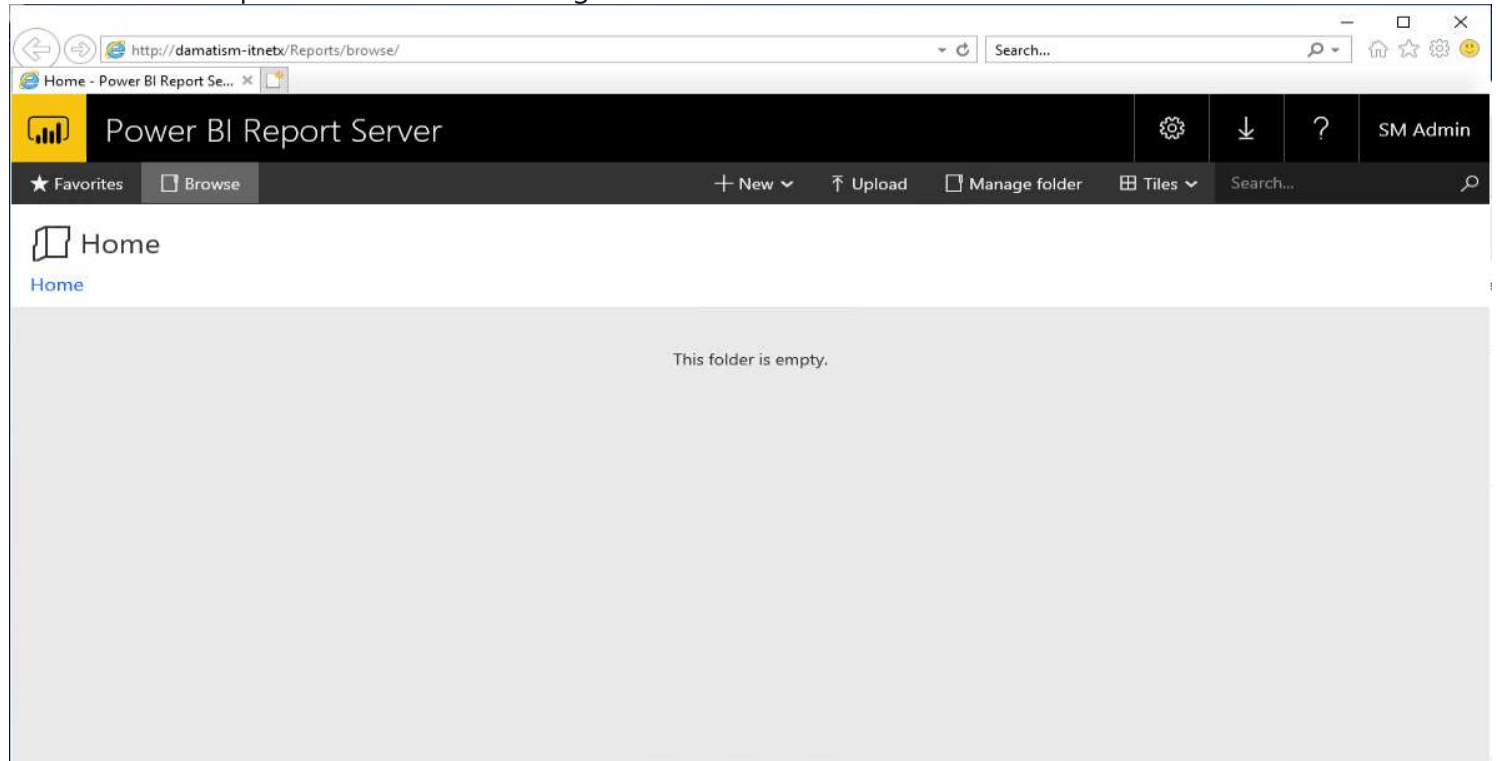 http://damatism-itnetx/Reports/browse/
Search...
Home - Power BI Report Se...
Power BI Report Server
?
SM Admin
Favorites
Browse
New
Upload
Manage folder
Tiles
Search...
Home
Home
This folder is empty.